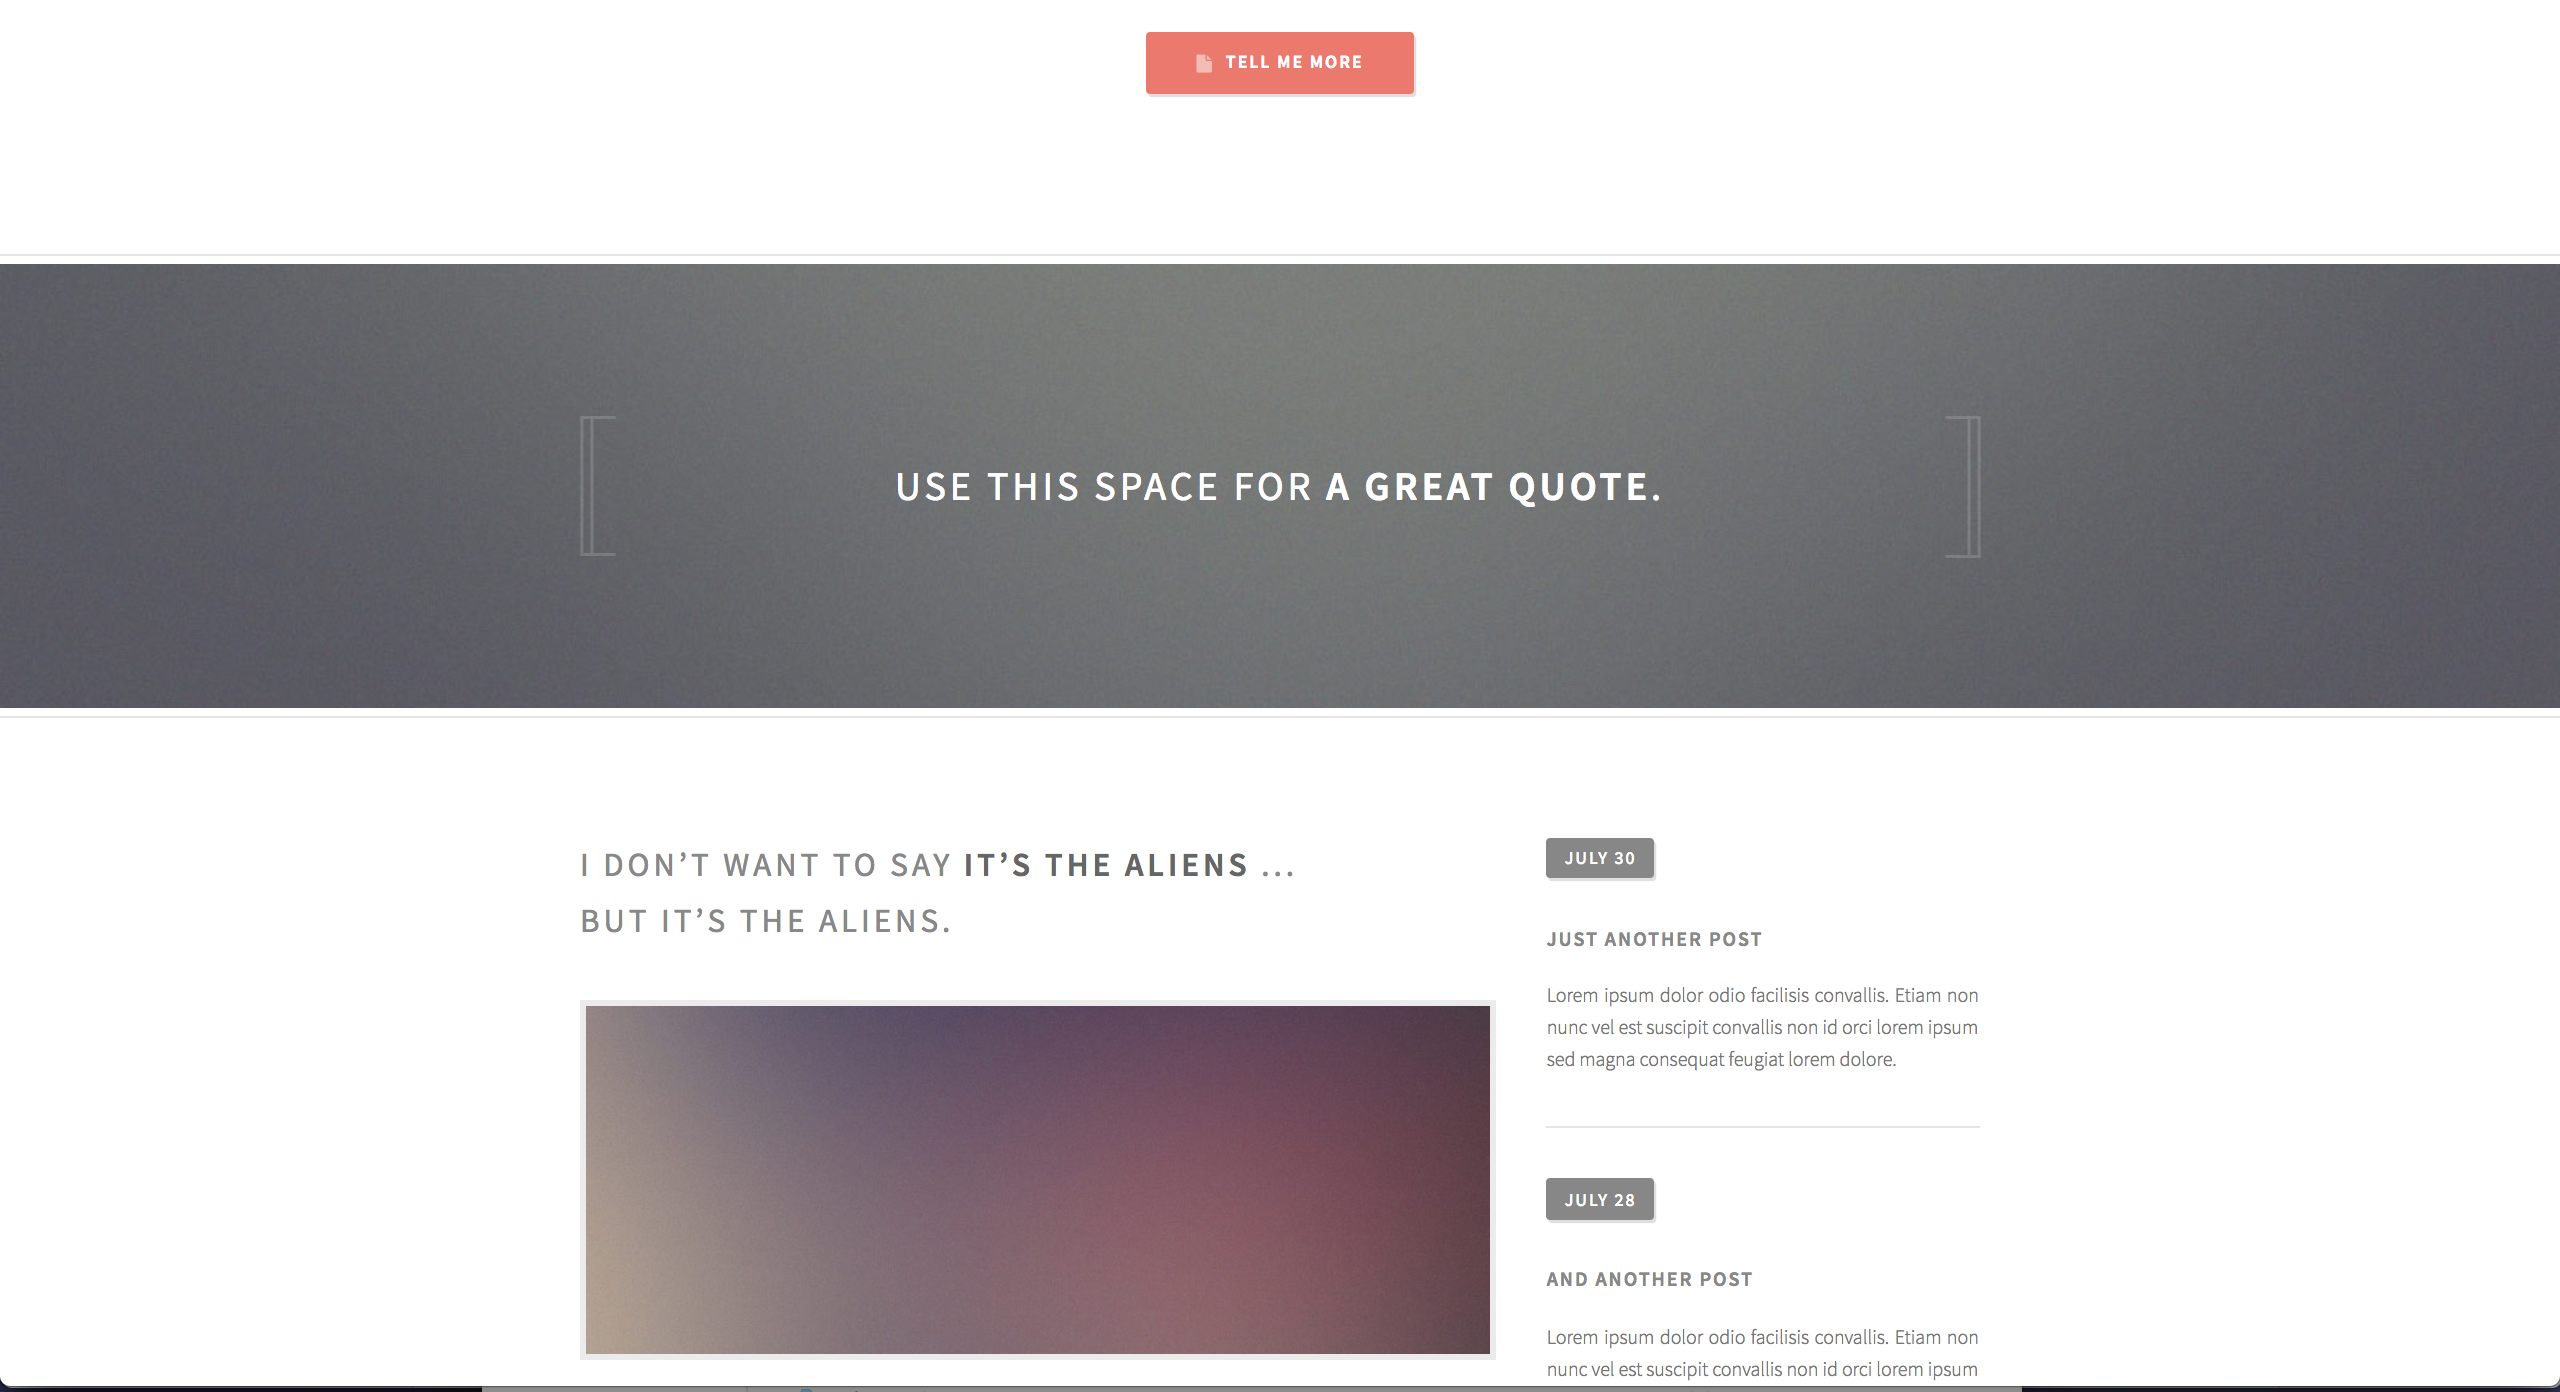 TELL ME MORE
USE THIS SPACE FOR A GREAT QUOTE.
I DON’T WANT TO SAY IT’S THE ALIENS ...
BUT IT’S THE ALIENS.
JULY 30
JUST ANOTHER POST
Lorem ipsum dolor odio facilisis convallis. Etiam non
nunc vel est suscipit convallis non id orci lorem ipsum
sed magna consequat feugiat lorem dolore.
JULY 28
AND ANOTHER POST
Lorem ipsum dolor odio facilisis convallis. Etiam non
nunc vel est suscipit convallis non id orci lorem ipsum